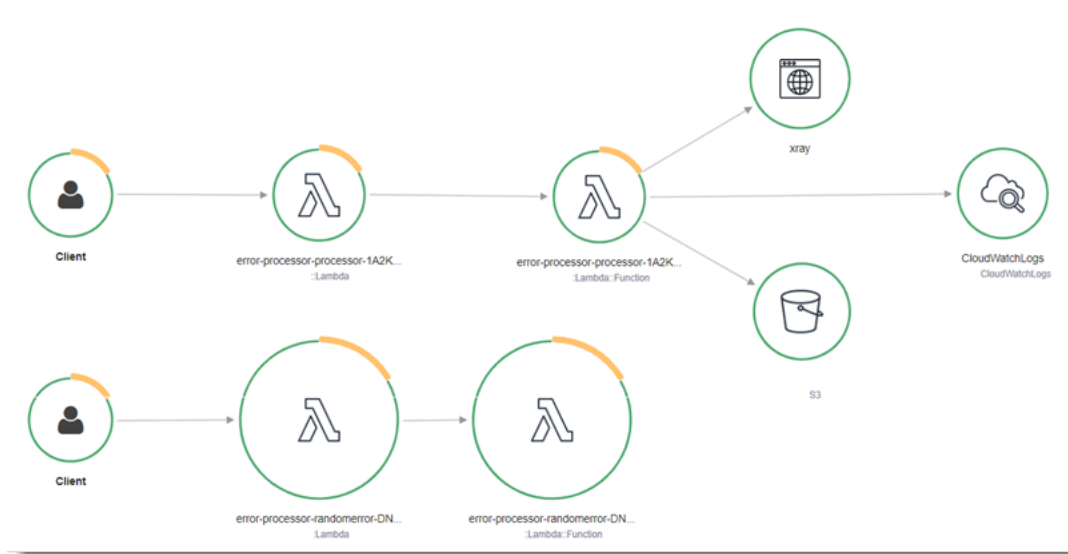 xray
Client
error-processor-processor-1A2K...
::Lambda
error-processor-processor-1A2K...
:Lambda::Function
CloudWatchLogs
CloudWatchLogs
S3
Client
error-processor-randomerror-DN...
:Lambda
error-processor-randomerror-DN...
:Lambda::Function